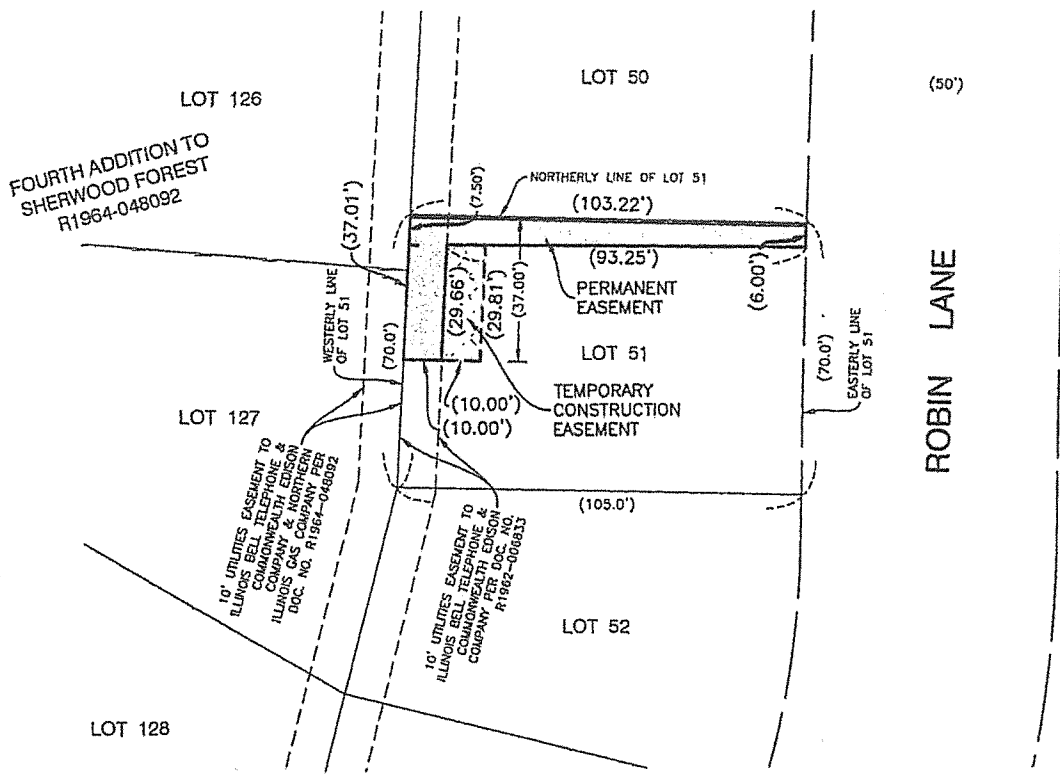 LOT 50
(50')
LOT 126
FOURTH ADDITION TO
SHERWOOD FOREST
R1964-048092
NORTHERLY LINE OF LOT 51
(7.50')
(103.22')
(37.01')
(93.25')
(6.00')
PERMANENT
EASEMENT
(29.66')
(29.81')
(37.00')
LOT 51
WESTERLY LINE
OF LOT 51
(70.0')
(70.0')
EASTERLY LINE
OF LOT 51
ROBIN LANE
TEMPORARY
CONSTRUCTION
EASEMENT
(10.00')
(10.00')
LOT 127
(105.0')
10' UTILITIES EASEMENT TO
ILLINOIS BELL TELEPHONE &
COMMONWEALTH EDISON
COMPANY & NORTHERN
ILLINOIS GAS COMPANY PER
DOC. NO. R1964-048092
10' UTILITIES EASEMENT TO
ILLINOIS BELL TELEPHONE &
COMMONWEALTH EDISON
COMPANY PER DOC. NO.
LOT 52
LOT 128